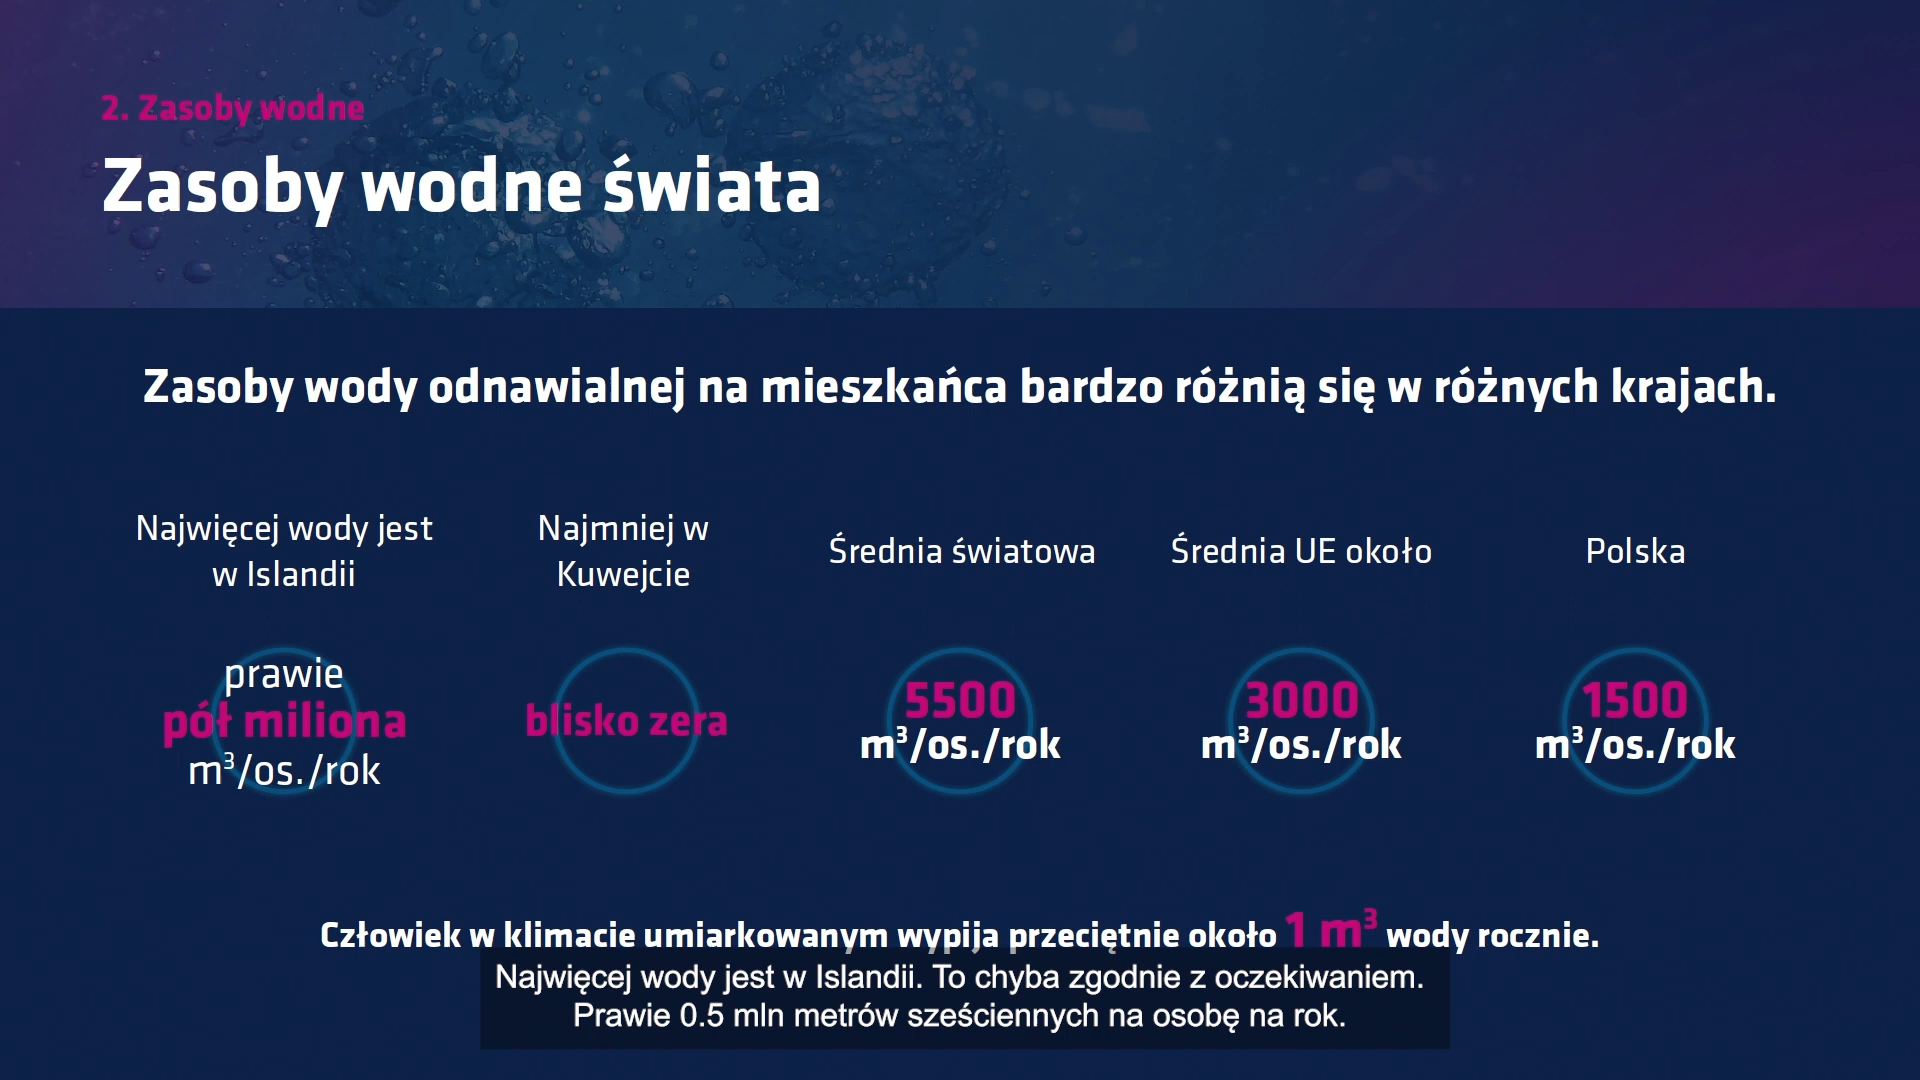 2. Zasoby wodne
Zasoby wodne świata
Zasoby wody odnawialnej na mieszkańca bardzo różnią się w różnych krajach.
Najwięcej wody jest
w Islandii
prawie
pół miliona
m³/os./rok
Najmniej w
Kuwejcie
blisko zera
Średnia światowa
5500
m³/os./rok
Średnia UE około
3000
m³/os./rok
Polska
1500
m³/os./rok
Człowiek w klimacie umiarkowanym wypija przeciętnie około 1 m³ wody rocznie.
Najwięcej wody jest w Islandii. To chyba zgodnie z oczekiwaniem.
Prawie 0.5 mln metrów sześciennych na osobę na rok.